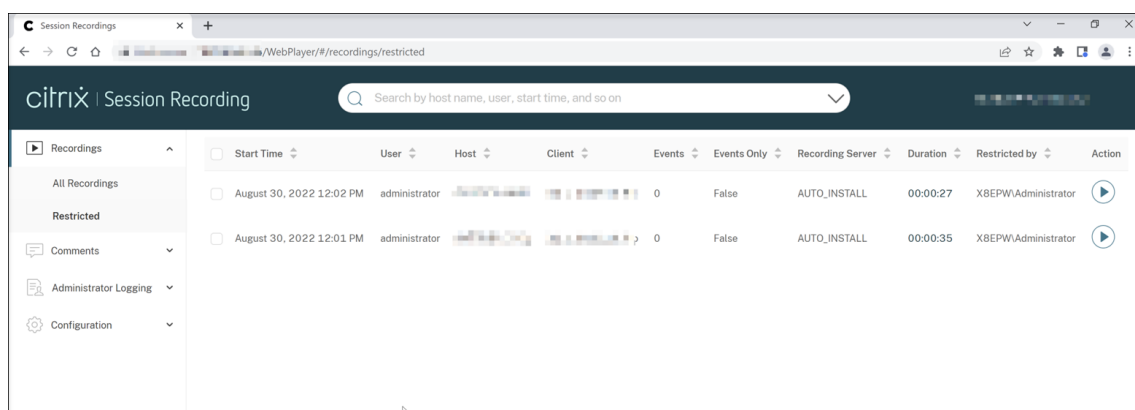 Session Recordings
/WebPlayer/#/recordings/restricted
citrix | Session Recording
Search by host name, user, start time, and so on
Recordings
All Recordings
Restricted
Comments
Administrator Logging
Configuration
Start Time User Host Client Events Events Only Recording Server Duration Restricted by Action
August 30, 2022 12:02 PM administrator 0 False AUTO_INSTALL 00:00:27 X8EPW\Administrator
August 30, 2022 12:01 PM administrator 0 False AUTO_INSTALL 00:00:35 X8EPW\Administrator